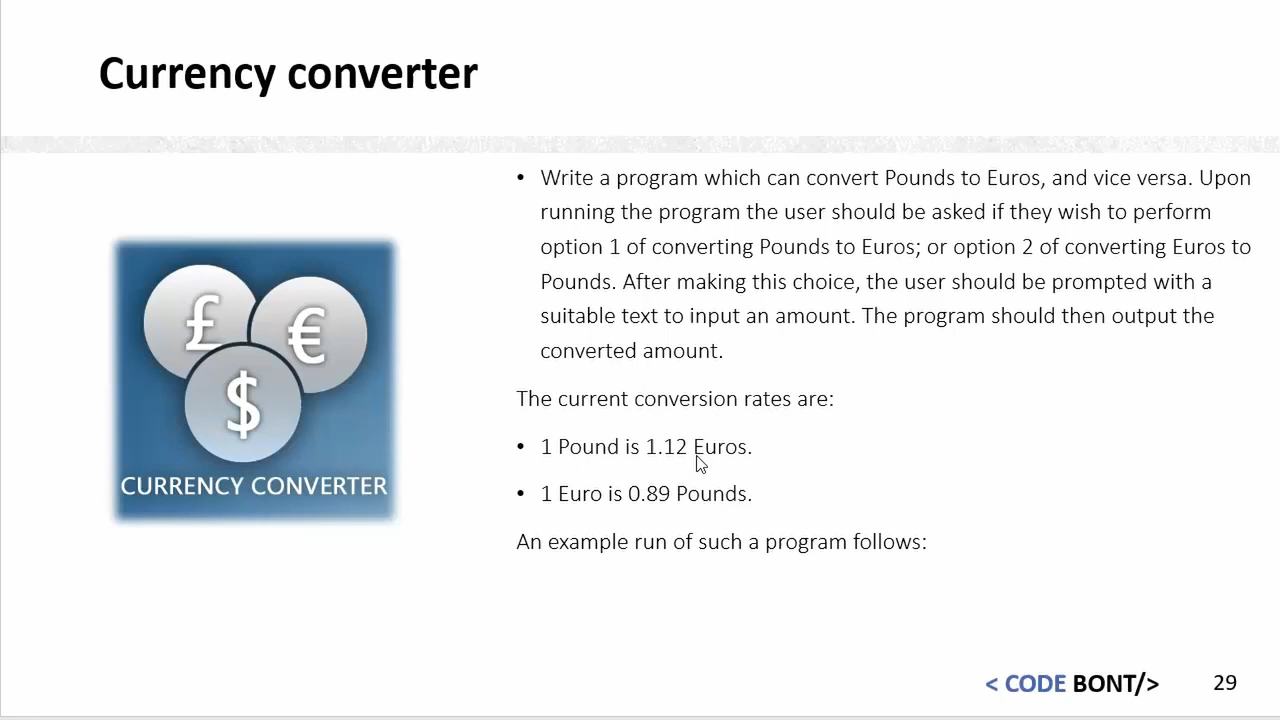 Currency converter
• Write a program which can convert Pounds to Euros, and vice versa. Upon
running the program the user should be asked if they wish to perform
option 1 of converting Pounds to Euros; or option 2 of converting Euros to
Pounds. After making this choice, the user should be prompted with a
suitable text to input an amount. The program should then output the
converted amount.
£ €
$
CURRENCY CONVERTER
The current conversion rates are:
• 1 Pound is 1.12 Euros.
• 1 Euro is 0.89 Pounds.
An example run of such a program follows:
< CODE BONT/>
29